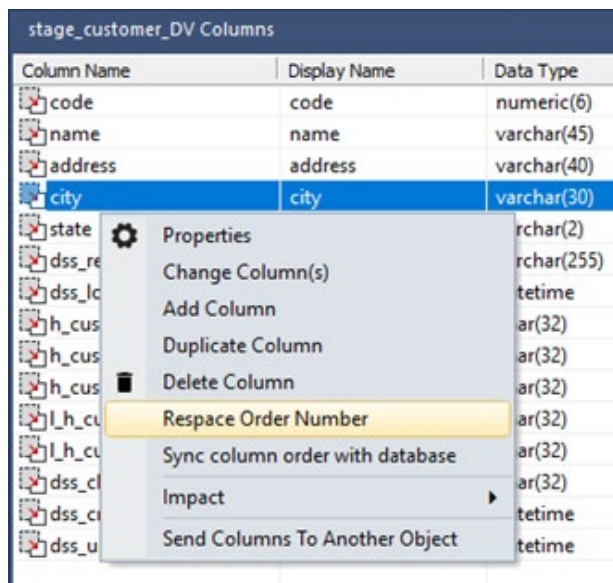 stage_customer_DV Columns
Column Name Display Name Data Type
code code numeric(6)
name name varchar(45)
address address varchar(40)
city city varchar(30)
state rchar(2)
Properties
dss_re rchar(255)
Change Column(s)
dss_lo tetime
Add Column
h_cus ar(32)
Duplicate Column
h_cus ar(32)
Delete Column
h_cus ar(32)
Respace Order Number
l_h_cu ar(32)
Sync column order with database
l_h_cu ar(32)
dss_cl ar(32)
Impact
dss_cr tetime
Send Columns To Another Object
dss_u tetime